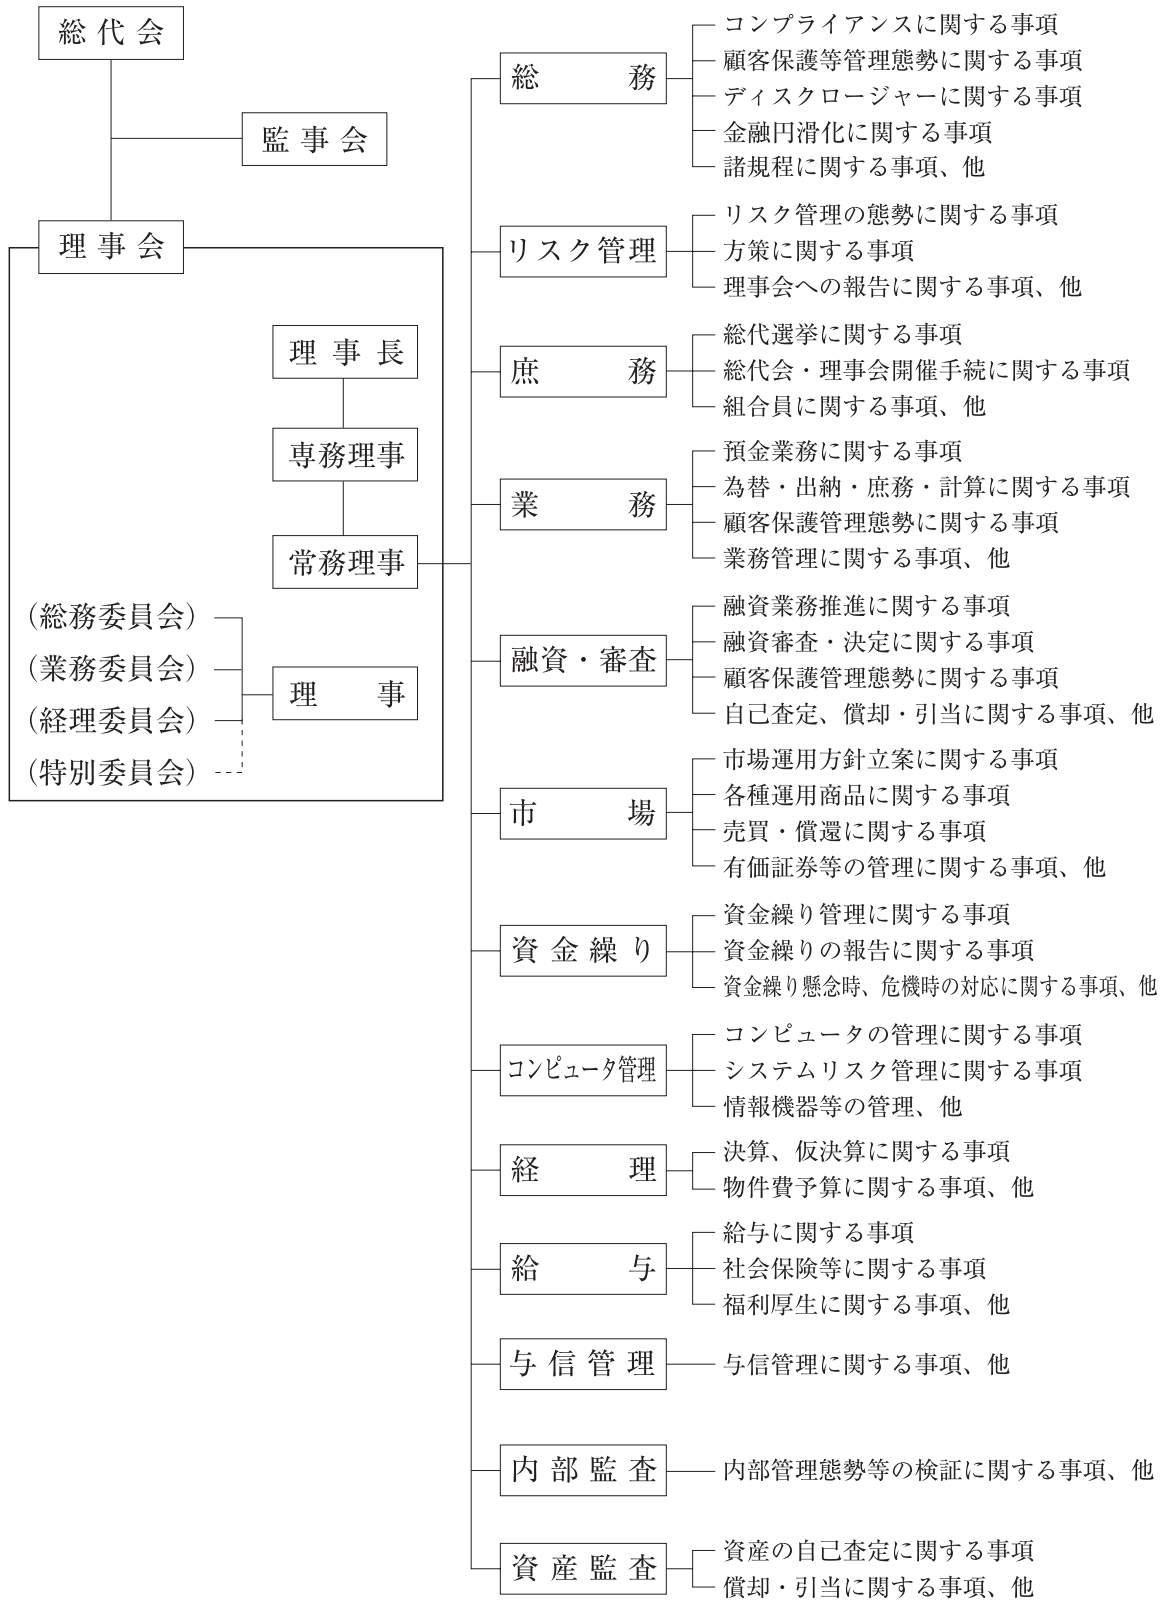 総代会
監事会
理事会
理事長
専務理事
常務理事
（総務委員会）
（業務委員会）
（経理委員会）
（特別委員会）
理事
総務
コンプライアンスに関する事項
顧客保護等管理態勢に関する事項
ディスクロージャーに関する事項
金融円滑化に関する事項
諸規程に関する事項、他
リスク管理
リスク管理の態勢に関する事項
方策に関する事項
理事会への報告に関する事項、他
庶務
総代選挙に関する事項
総代会・理事会開催手続に関する事項
組合員に関する事項、他
業務
預金業務に関する事項
為替・出納・庶務・計算に関する事項
顧客保護管理態勢に関する事項
業務管理に関する事項、他
融資・審査
融資業務推進に関する事項
融資審査・決定に関する事項
顧客保護管理態勢に関する事項
自己査定、償却・引当に関する事項、他
市場
市場運用方針立案に関する事項
各種運用商品に関する事項
売買・償還に関する事項
有価証券等の管理に関する事項、他
資金繰り
資金繰り管理に関する事項
資金繰りの報告に関する事項
資金繰り懸念時、危機時の対応に関する事項、他
コンピュータ管理
コンピュータの管理に関する事項
システムリスク管理に関する事項
情報機器等の管理、他
経理
決算、仮決算に関する事項
物件費予算に関する事項、他
給与
給与に関する事項
社会保険等に関する事項
福利厚生に関する事項、他
与信管理
与信管理に関する事項、他
内部監査
内部管理態勢等の検証に関する事項、他
資産監査
資産の自己査定に関する事項
償却・引当に関する事項、他